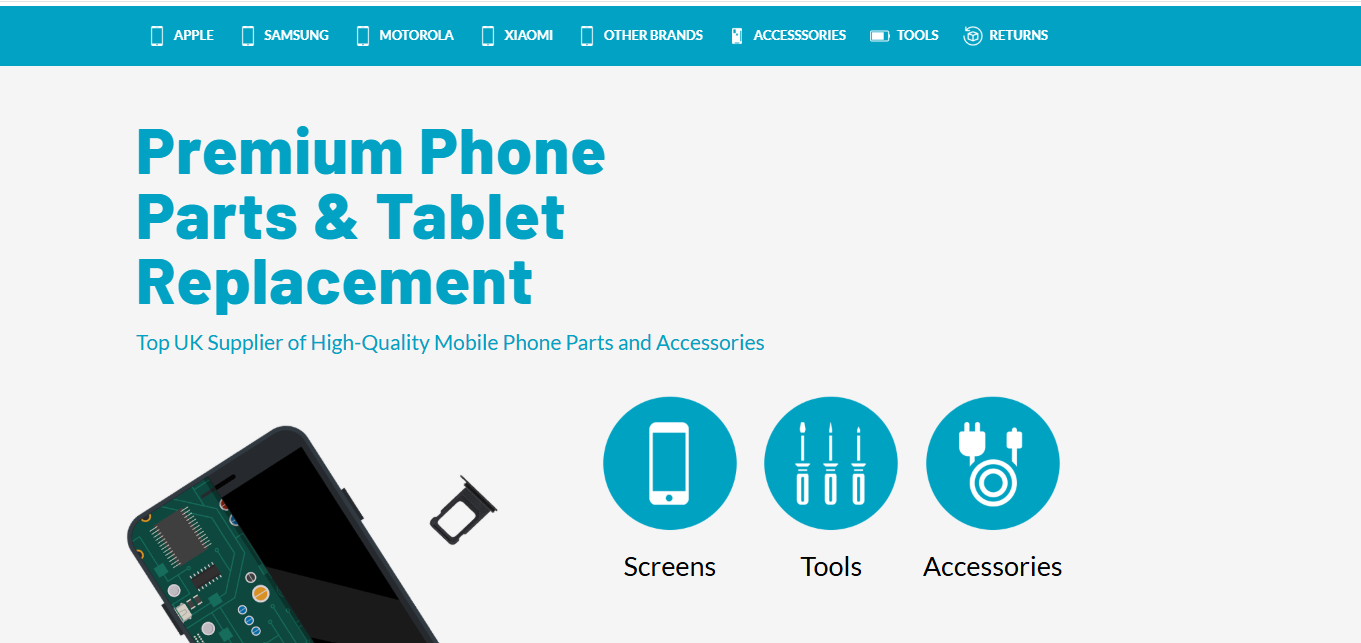 APPLE SAMSUNG MOTOROLA XIAOMI OTHER BRANDS ACCESSSORIES TOOLS RETURNS
Premium Phone
Parts & Tablet
Replacement
Top UK Supplier of High-Quality Mobile Phone Parts and Accessories
Screens Tools Accessories